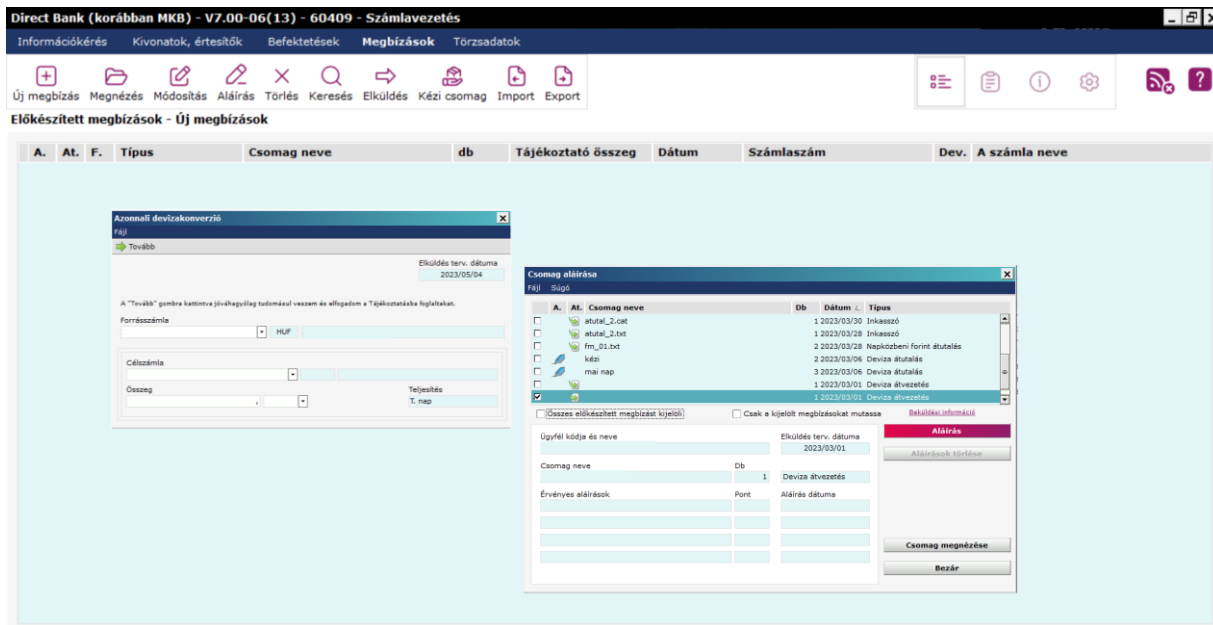 Direct Bank (korábban MKB) - V7.00-06(13) - 60409 - Számlavezetés
Információkérés Kivonatok, értesítők Befektetések Megbízások Törzsadatok
Új megbízás Megnézés Módosítás Aláírás Törlés Keresés Elküldés Kézi csomag Import Export
Előkészített megbízások - Új megbízások
A. At. F. Típus Csomag neve db Tájékoztató összeg Dátum Számlaszám Dev. A számla neve
Azonnali devizakonverzió
Fájl
Tovább
Elküldés terv. dátuma
2023/05/04
A "Tovább" gombra kattintva jóváhagyólag tudomásul veszem és elfogadom a Tájékoztatásba foglaltakat.
Forrásszámla
HUF
Célszámla
Összeg Teljesítés
, T. nap
Csomag aláírása
Fájl Súgó
A. At. Csomag neve Db Dátum Típus
atutal_2.cat 1 2023/03/30 Inkasszó
atutal_2.txt 1 2023/03/28 Inkasszó
fm_01.txt 2 2023/03/28 Napközbeni forint átutalás
kézi 2 2023/03/06 Deviza átutalás
mai nap 3 2023/03/06 Deviza átutalás
1 2023/03/01 Deviza átvezetés
1 2023/03/01 Deviza átvezetés
Összes előkészített megbízást kijelöli Csak a kijelölt megbízásokat mutassa Beküldési információ
Ügyfél kódja és neve Elküldés terv. dátuma Aláírás
2023/03/01 Aláírások törlése
Csomag neve Db
1 Deviza átvezetés
Érvényes aláírások Pont Aláírás dátuma
Csomag megnézése
Bezár